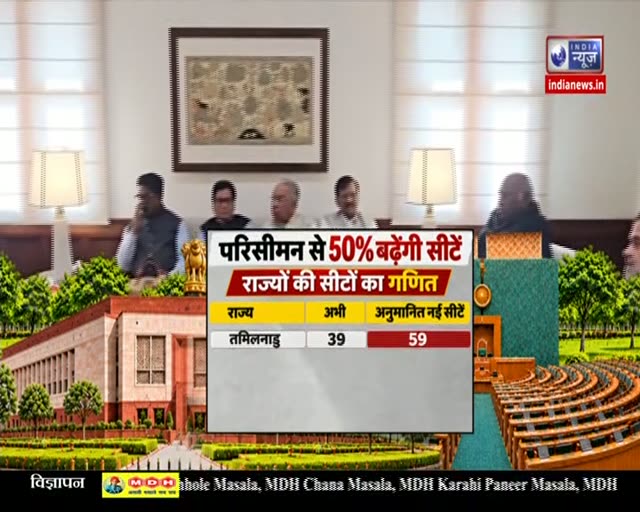 INDIA
न्यूज़
indianews.in
परिसीमन से 50% बढ़ेंगी सीटें
राज्यों की सीटों का गणित
राज्य अभी अनुमानित नई सीटें
तमिलनाडु 39 59
विज्ञापन MDH hole Masala, MDH Chana Masala, MDH Karahi Paneer Masala, MDH